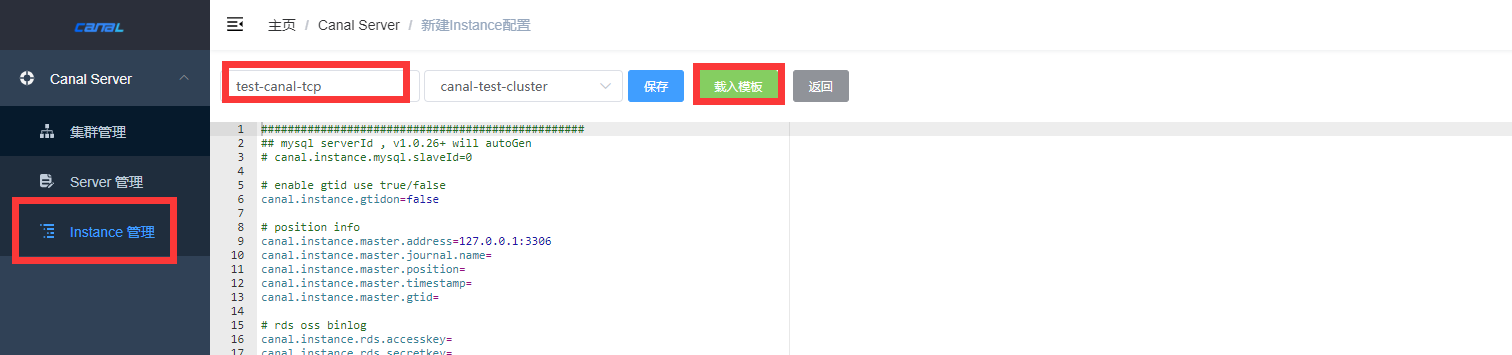 canal
主页 / Canal Server / 新建Instance配置
Canal Server
test-canal-tcp
canal-test-cluster
保存
载入模板
返回
集群管理
Server 管理
Instance 管理
1 #################################################
2 ## mysql serverId , v1.0.26+ will autoGen
3 # canal.instance.mysql.slaveId=0
4
5 # enable gtid use true/false
6 canal.instance.gtidon=false
7
8 # position info
9 canal.instance.master.address=127.0.0.1:3306
10 canal.instance.master.journal.name=
11 canal.instance.master.position=
12 canal.instance.master.timestamp=
13 canal.instance.master.gtid=
14
15 # rds oss binlog
16 canal.instance.rds.accesskey=
17 canal.instance.rds.secretkey=